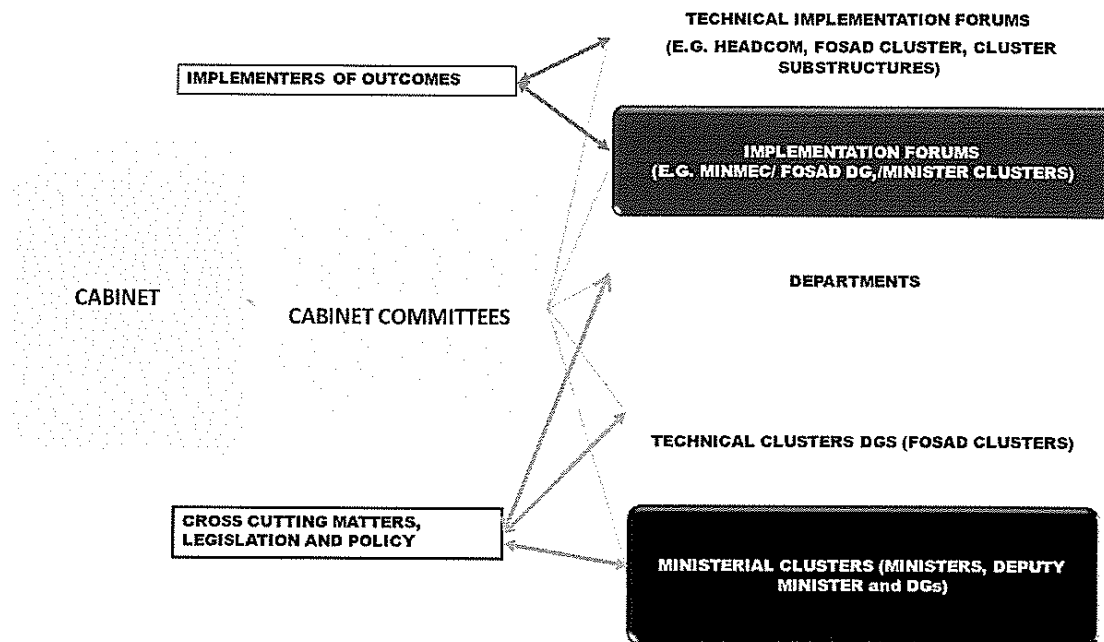 TECHNICAL IMPLEMENTATION FORUMS
(E.G. HEADCOM, FOSAD CLUSTER, CLUSTER
SUBSTRUCTURES)
IMPLEMENTERS OF OUTCOMES
IMPLEMENTATION FORUMS
(E.G. MINMEC/ FOSAD DG,/MINISTER CLUSTERS)
DEPARTMENTS
CABINET
CABINET COMMITTEES
TECHNICAL CLUSTERS DGS (FOSAD CLUSTERS)
CROSS CUTTING MATTERS,
LEGISLATION AND POLICY
MINISTERIAL CLUSTERS (MINISTERS, DEPUTY
MINISTER and DGs)